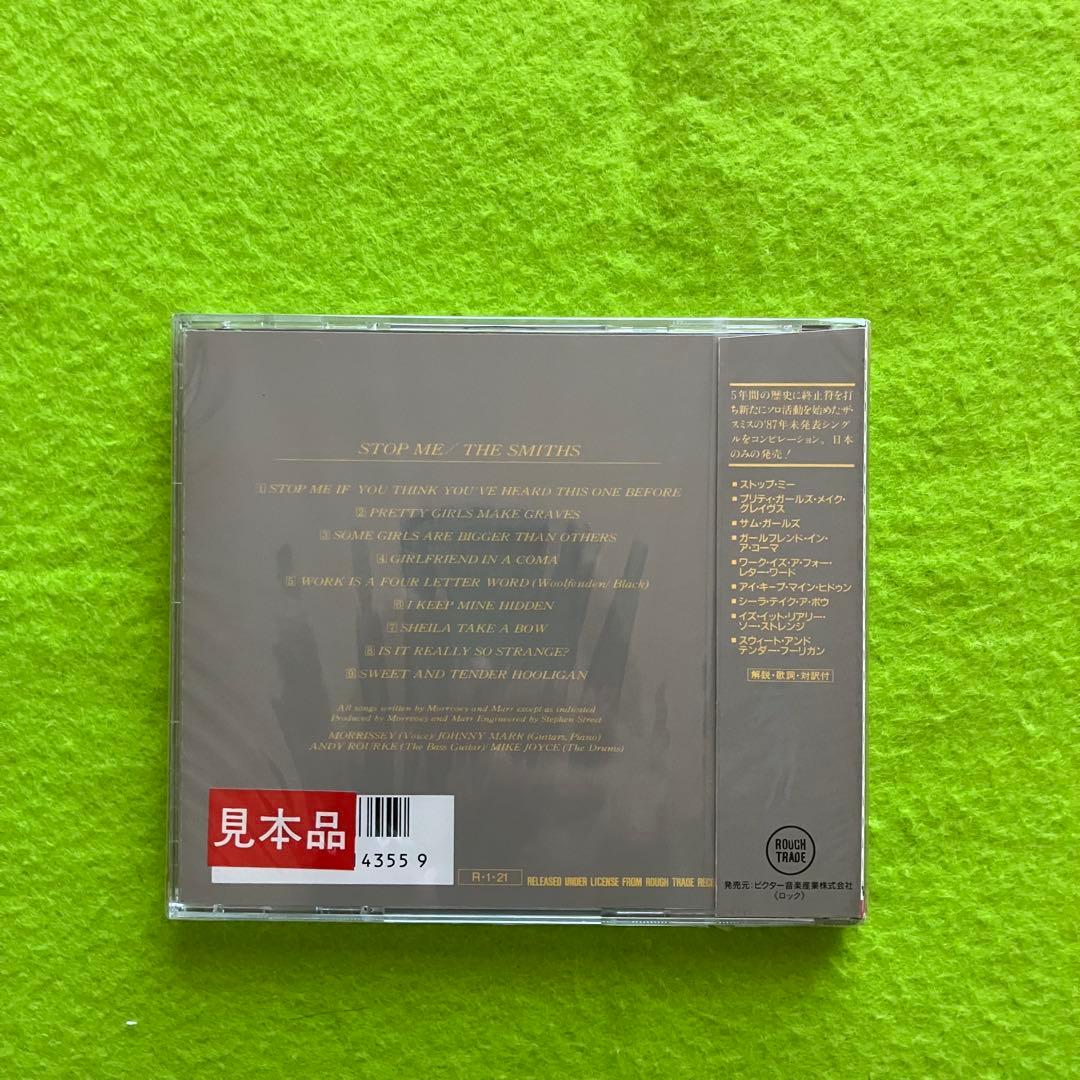 STOP ME/ THE SMITHS
1 STOP ME IF YOU THINK YOU'VE HEARD THIS ONE BEFORE
2 PRETTY GIRLS MAKE GRAVES
3 SOME GIRLS ARE BIGGER THAN OTHERS
4 GIRLFRIEND IN A COMA
5 WORK IS A FOUR LETTER WORD (Woolfenden/Black)
6 I KEEP MINE HIDDEN
7 SHEILA TAKE A BOW
8 IS IT REALLY SO STRANGE?
9 SWEET AND TENDER HOOLIGAN
All songs written by Morrissey and Marr except as indicated
Produced by Morrissey and Marr Engineered by Stephen Street
MORRISSEY (Voice)/ JOHNNY MARR (Guitars, Piano)
ANDY ROURKE (The Bass Guitar)/ MIKE JOYCE (The Drums)
見本品
4355 9
R・1・21
RELEASED UNDER LICENSE FROM ROUGH TRADE RECO
5年間の歴史に終止符を打
ち新たにソロ活動を始めたザ・
スミスの'87年未発表シング
ルをコンピレーション。日本
のみの発売!
■ストップ・ミー
■プリティ・ガールズ・メイク・
グレイヴス
■サム・ガールズ
■ガールフレンド・イン・
ア・コーマ
■ワーク・イズ・ア・フォー・
レター・ワード
■アイ・キープ・マイン・ヒドゥン
■シーラ・テイク・ア・ボウ
■イズ・イット・リアリー・
ソー・ストレンジ
■スウィート・アンド
テンダー・フーリガン
解説・歌詞・対訳付
ROUGH
TRADE
発売元:ビクター音楽産業株式会社
《ロック》